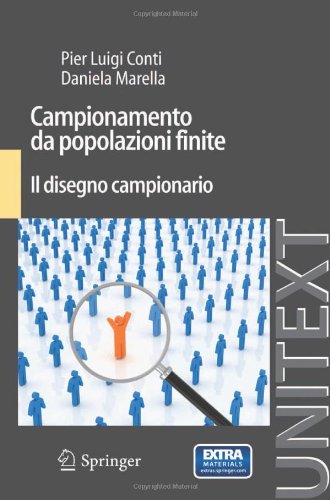 Pier Luigi Conti
Daniela Marella
Campionamento
da popolazioni finite
Il disegno campionario
UNITEXT
Springer
EXTRA
MATERIALS
extras.springer.com